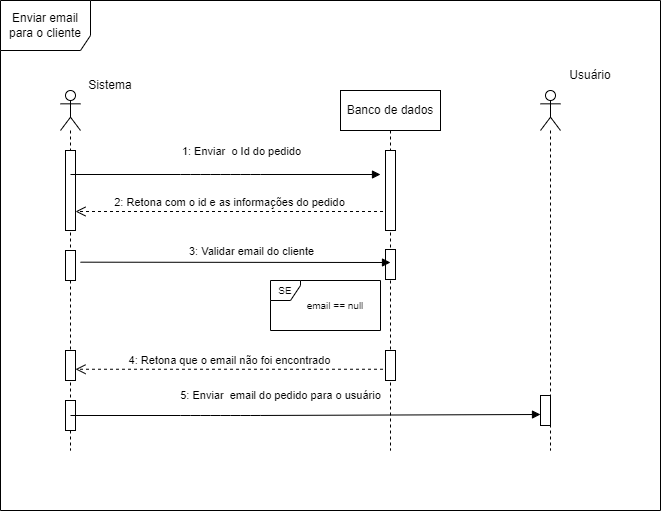 Enviar email
para o cliente
Sistema
Usuário
Banco de dados
1: Enviar o Id do pedido
2: Retona com o id e as informações do pedido
3: Validar email do cliente
SE
email == null
4: Retona que o email não foi encontrado
5: Enviar email do pedido para o usuário